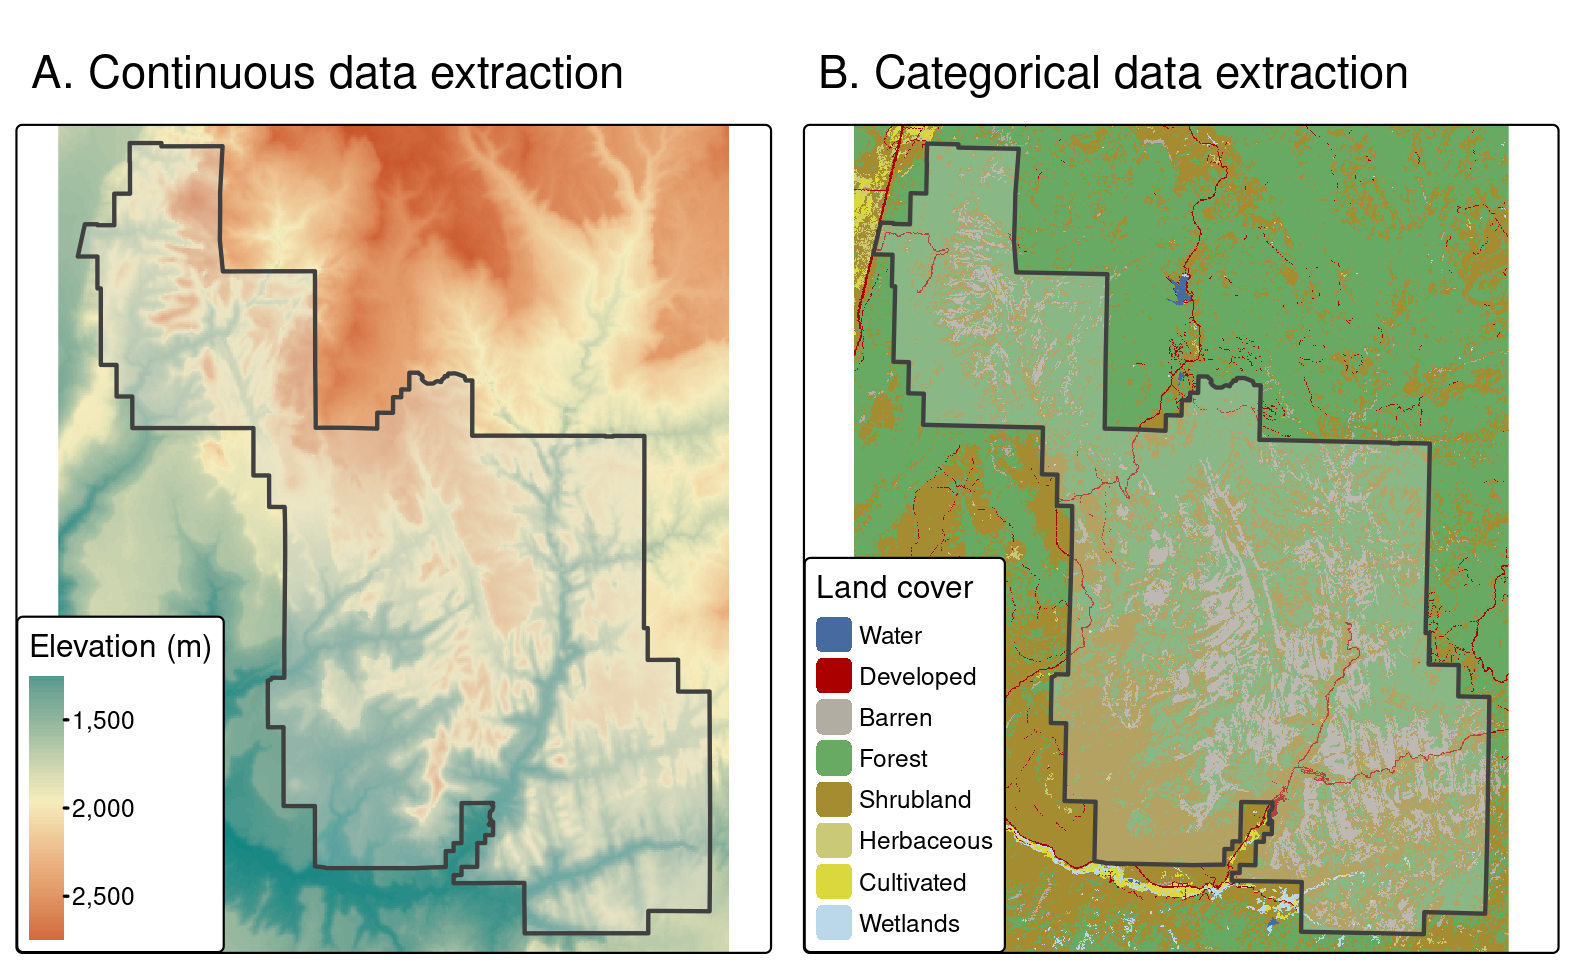 A. Continuous data extraction
B. Categorical data extraction
Elevation (m)
1,500
2,000
2,500
Land cover
Water
Developed
Barren
Forest
Shrubland
Herbaceous
Cultivated
Wetlands